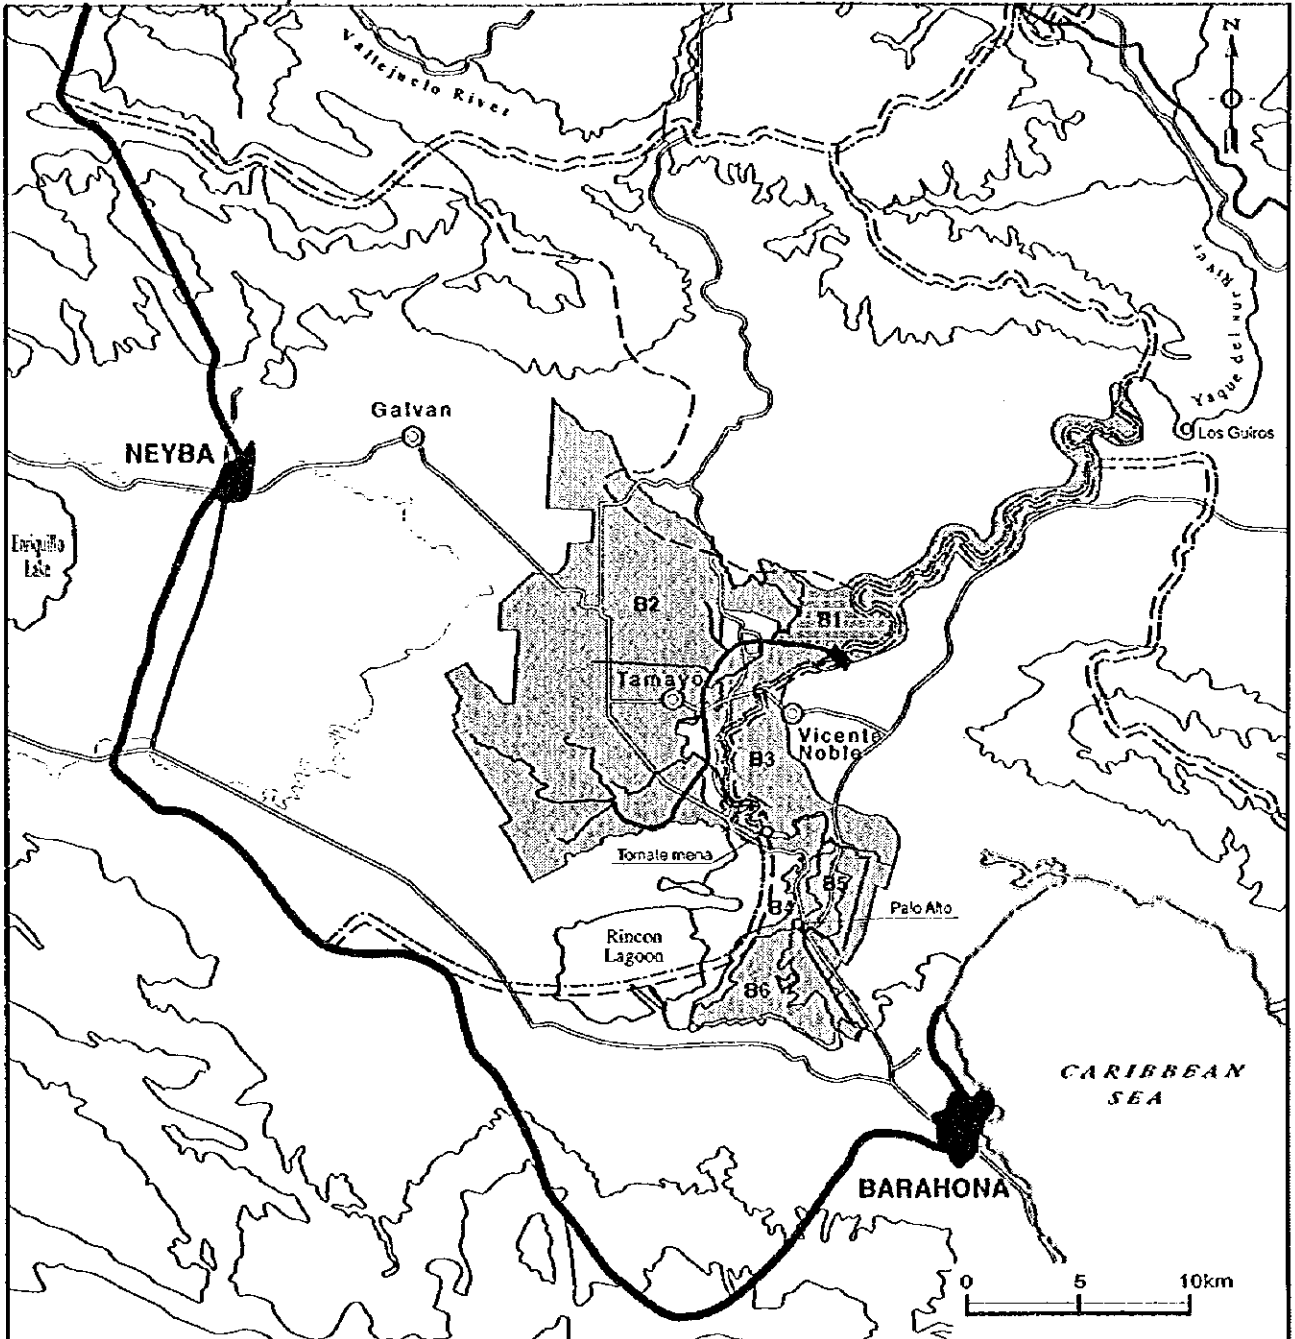 N
Vallejuelo River
Yaque del sur River
Galvan
NEYBA
Los Guiros
Enriquillo
Lake
B2
B1
Tamayo
Vicente
Noble
B3
Tomate mena
B5
B4
Palo Alto
Rincon
Lagoon
B6
CARIBBEAN
SEA
BARAHONA
0 5 10km